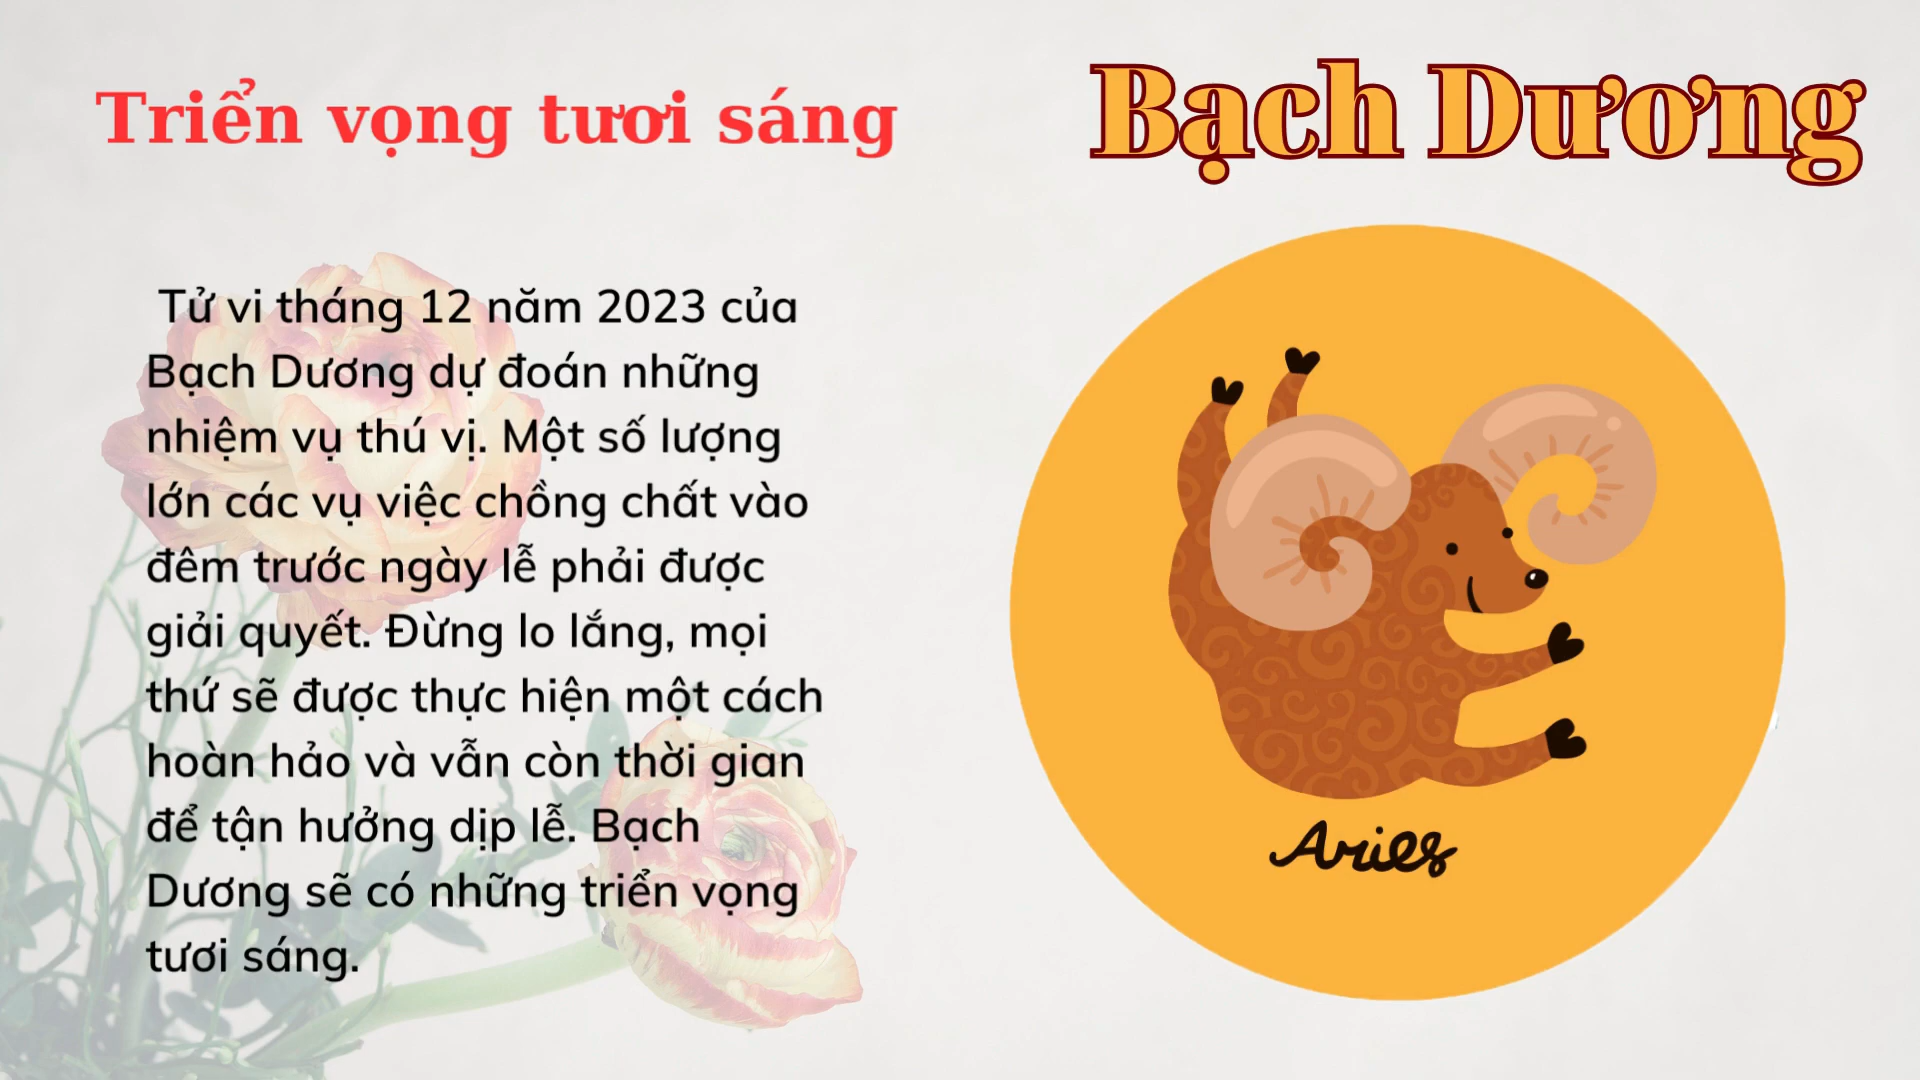 Triển vọng tươi sáng
Bạch Dương
Tử vi tháng 12 năm 2023 của
Bạch Dương dự đoán những
nhiệm vụ thú vị. Một số lượng
lớn các vụ việc chồng chất vào
đêm trước ngày lễ phải được
giải quyết. Đừng lo lắng, mọi
thứ sẽ được thực hiện một cách
hoàn hảo và vẫn còn thời gian
để tận hưởng dịp lễ. Bạch
Dương sẽ có những triển vọng
tươi sáng.
Aries